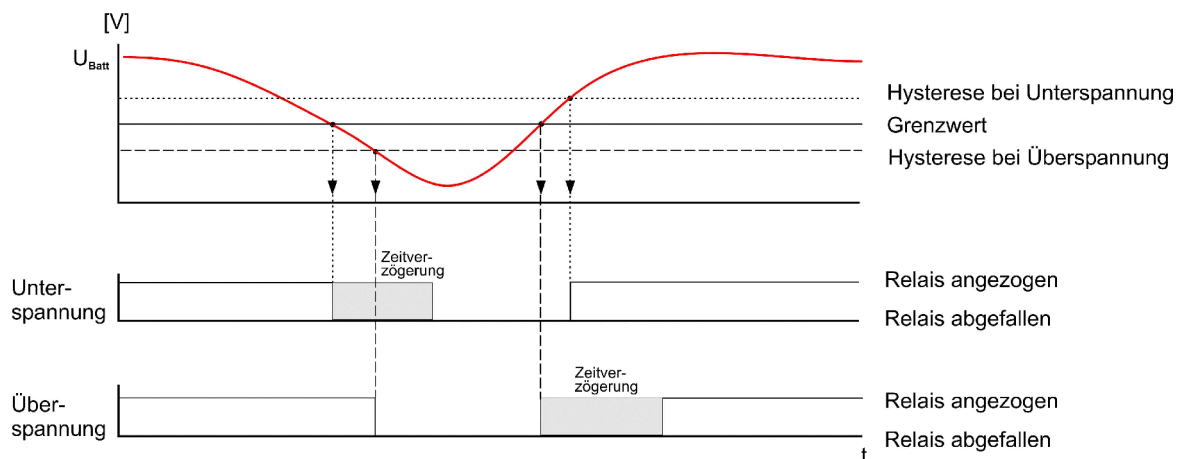 [V]
U Batt
Hysterese bei Unterspannung
Grenzwert
Hysterese bei Überspannung
Zeitver-
zögerung
Unter-
spannung
Relais angezogen
Relais abgefallen
Zeitver-
zögerung
Über-
spannung
Relais angezogen
Relais abgefallen
t